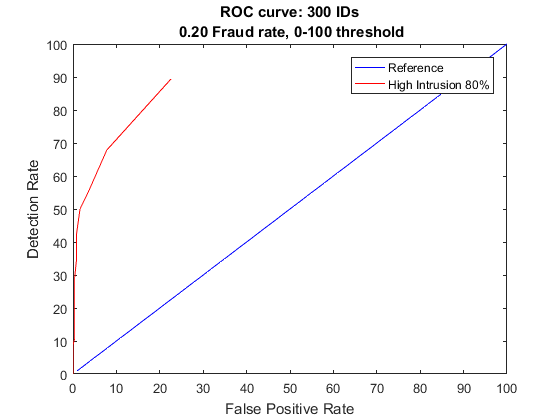 ROC curve: 300 IDs
0.20 Fraud rate, 0-100 threshold
100
90
80
70
60
50
40
30
20
10
0
Detection Rate
Reference
High Intrusion 80%
0 10 20 30 40 50 60 70 80 90 100
False Positive Rate